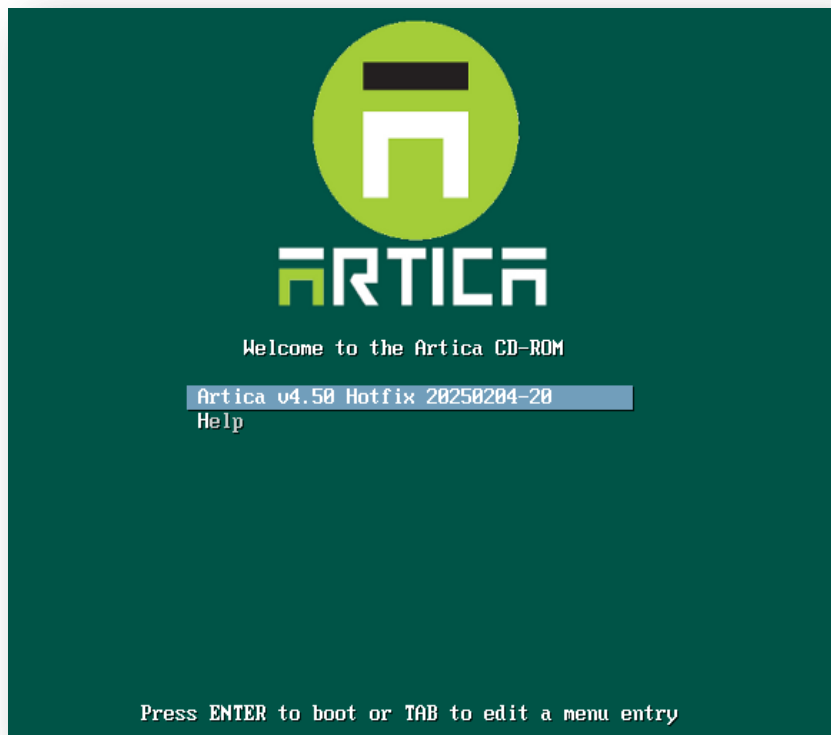 ARTICA
Welcome to the Artica CD-ROM
Artica v4.50 Hotfix 20250204-20
Help
Press ENTER to boot or TAB to edit a menu entry